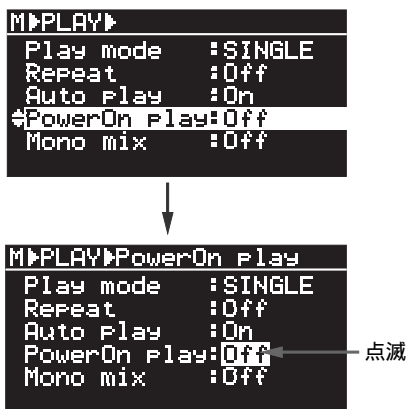 M▶PLAY▶
Play mode :SINGLE
Repeat :Off
Auto play :On
PowerOn play:Off
Mono mix :Off
M▶PLAY▶PowerOn play
Play mode :SINGLE
Repeat :Off
Auto play :On
PowerOn play:Off
点滅
Mono mix :Off